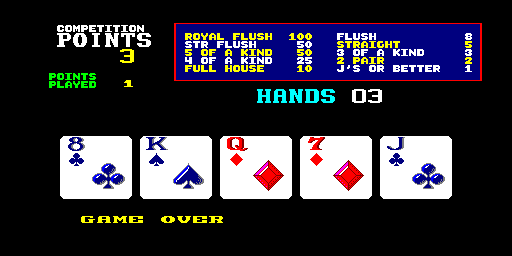 COMPETITION
POINTS
3
POINTS
PLAYED 1
ROYAL FLUSH 100 FLUSH 8
STR FLUSH 50 STRAIGHT 5
5 OF A KIND 50 3 OF A KIND 3
4 OF A KIND 25 2 PAIR 2
FULL HOUSE 10 J'S OR BETTER 1
HANDS 03
8 K Q 7 J
GAME OVER